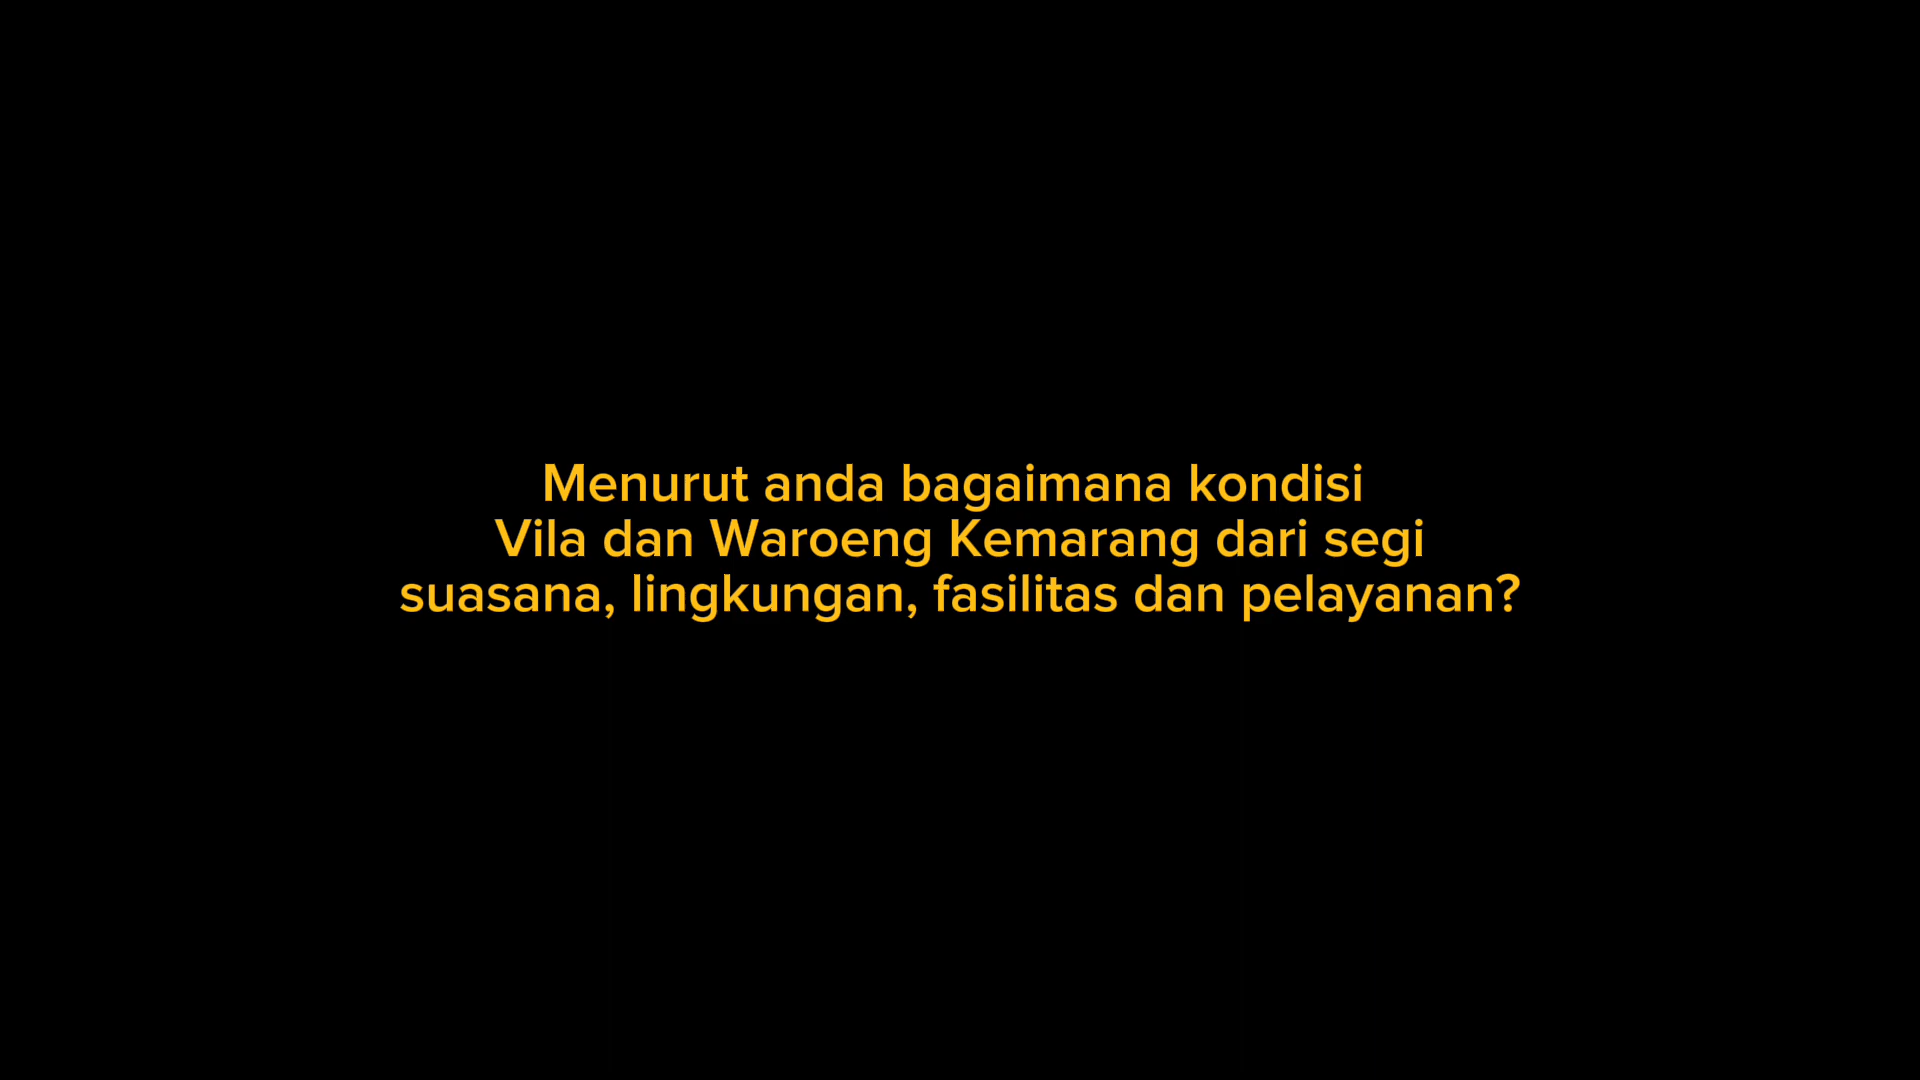 Menurut anda bagaimana kondisi
Vila dan Waroeng Kemarang dari segi
suasana, lingkungan, fasilitas dan pelayanan?